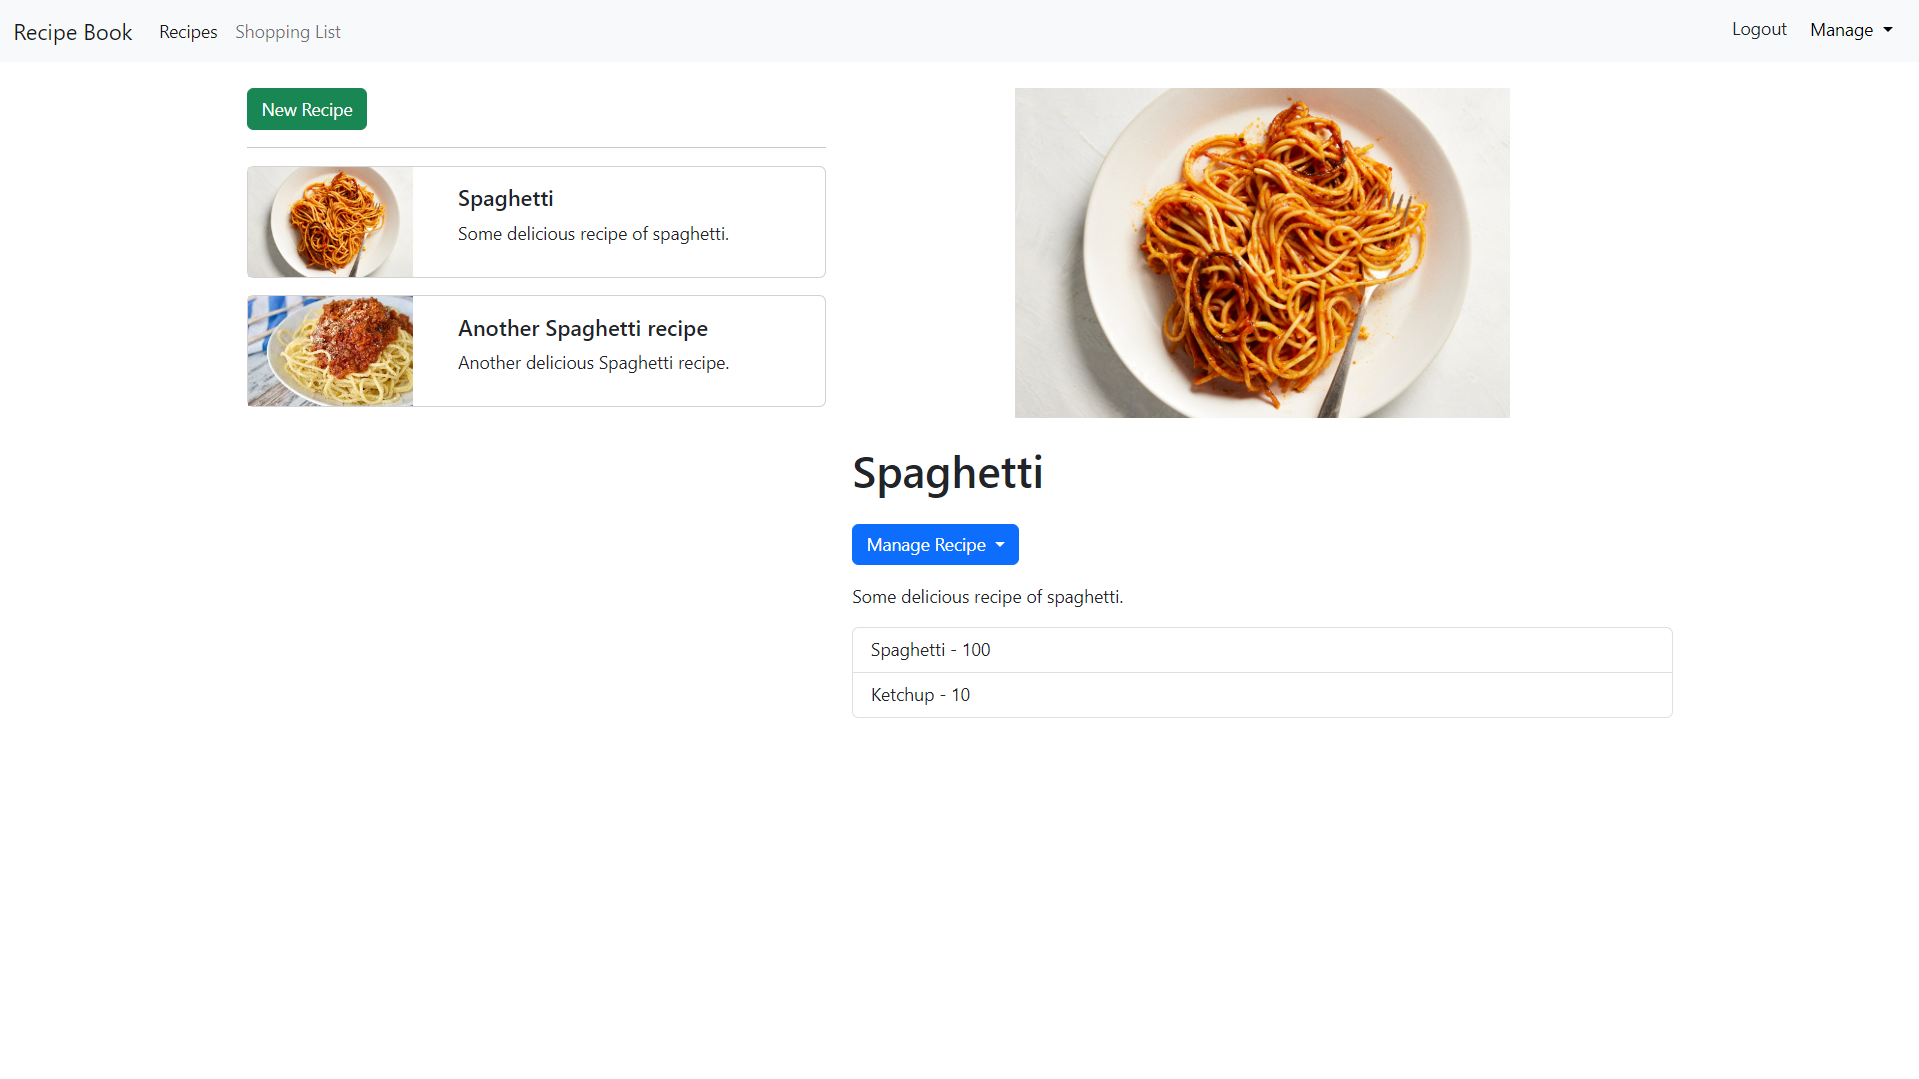 Recipe Book
Recipes
Shopping List
Logout
Manage
New Recipe
Spaghetti
Some delicious recipe of spaghetti.
Another Spaghetti recipe
Another delicious Spaghetti recipe.
Spaghetti
Manage Recipe
Some delicious recipe of spaghetti.
Spaghetti - 100
Ketchup - 10